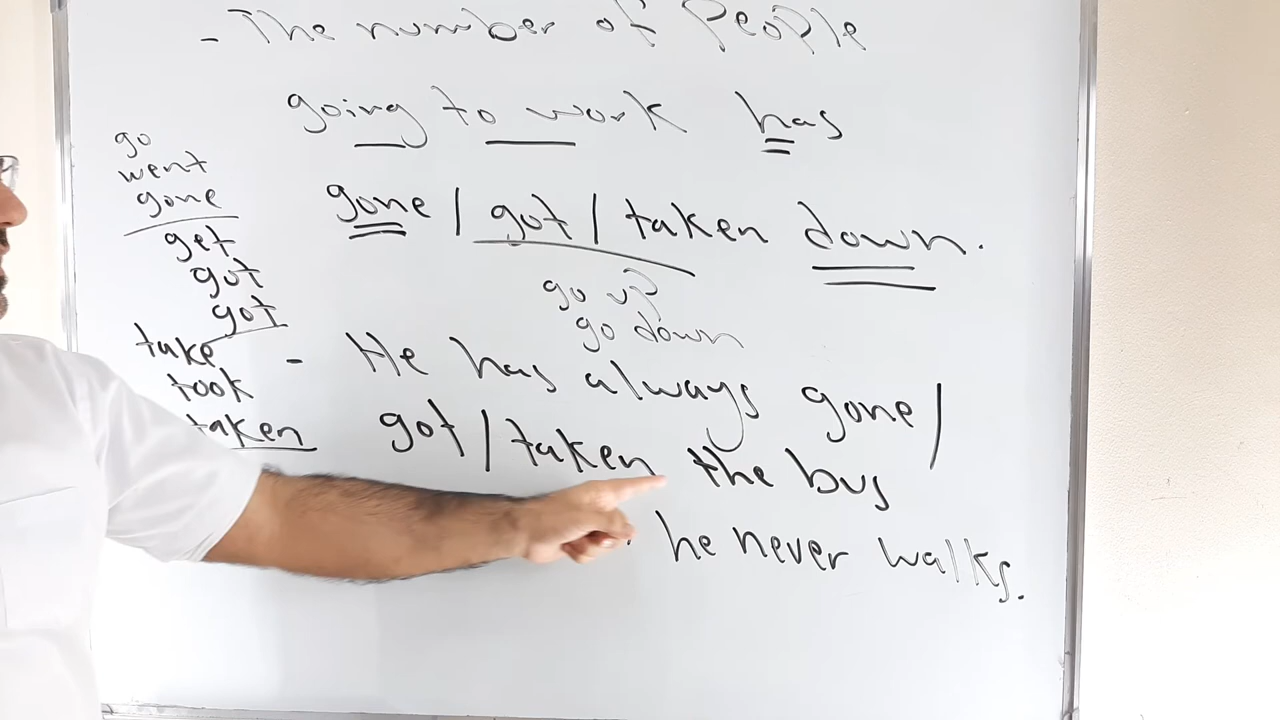 - The number of People
going to work has
gone / got / taken down.
go up
go down
go
went
gone
get
got
got
take
took
taken
- He has always gone /
got / taken the bus
he never walks.